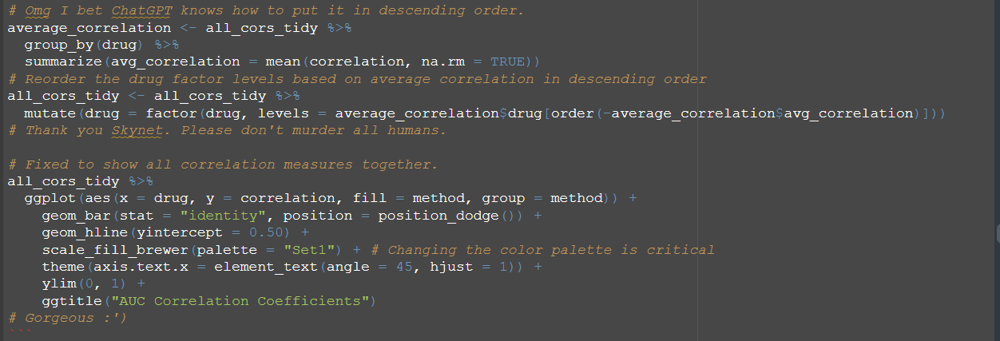 # Omg I bet ChatGPT knows how to put it in descending order.
average_correlation <- all_cors_tidy %>%
  group_by(drug) %>%
  summarize(avg_correlation = mean(correlation, na.rm = TRUE))
# Reorder the drug factor levels based on average correlation in descending order
all_cors_tidy <- all_cors_tidy %>%
  mutate(drug = factor(drug, levels = average_correlation$drug[order(-average_correlation$avg_correlation)]))
# Thank you Skynet. Please don't murder all humans.

# Fixed to show all correlation measures together.
all_cors_tidy %>%
  ggplot(aes(x = drug, y = correlation, fill = method, group = method)) +
    geom_bar(stat = "identity", position = position_dodge()) +
    geom_hline(yintercept = 0.50) +
    scale_fill_brewer(palette = "Set1") + # Changing the color palette is critical
    theme(axis.text.x = element_text(angle = 45, hjust = 1)) +
    ylim(0, 1) +
    ggtitle("AUC Correlation Coefficients")
# Gorgeous :')
```